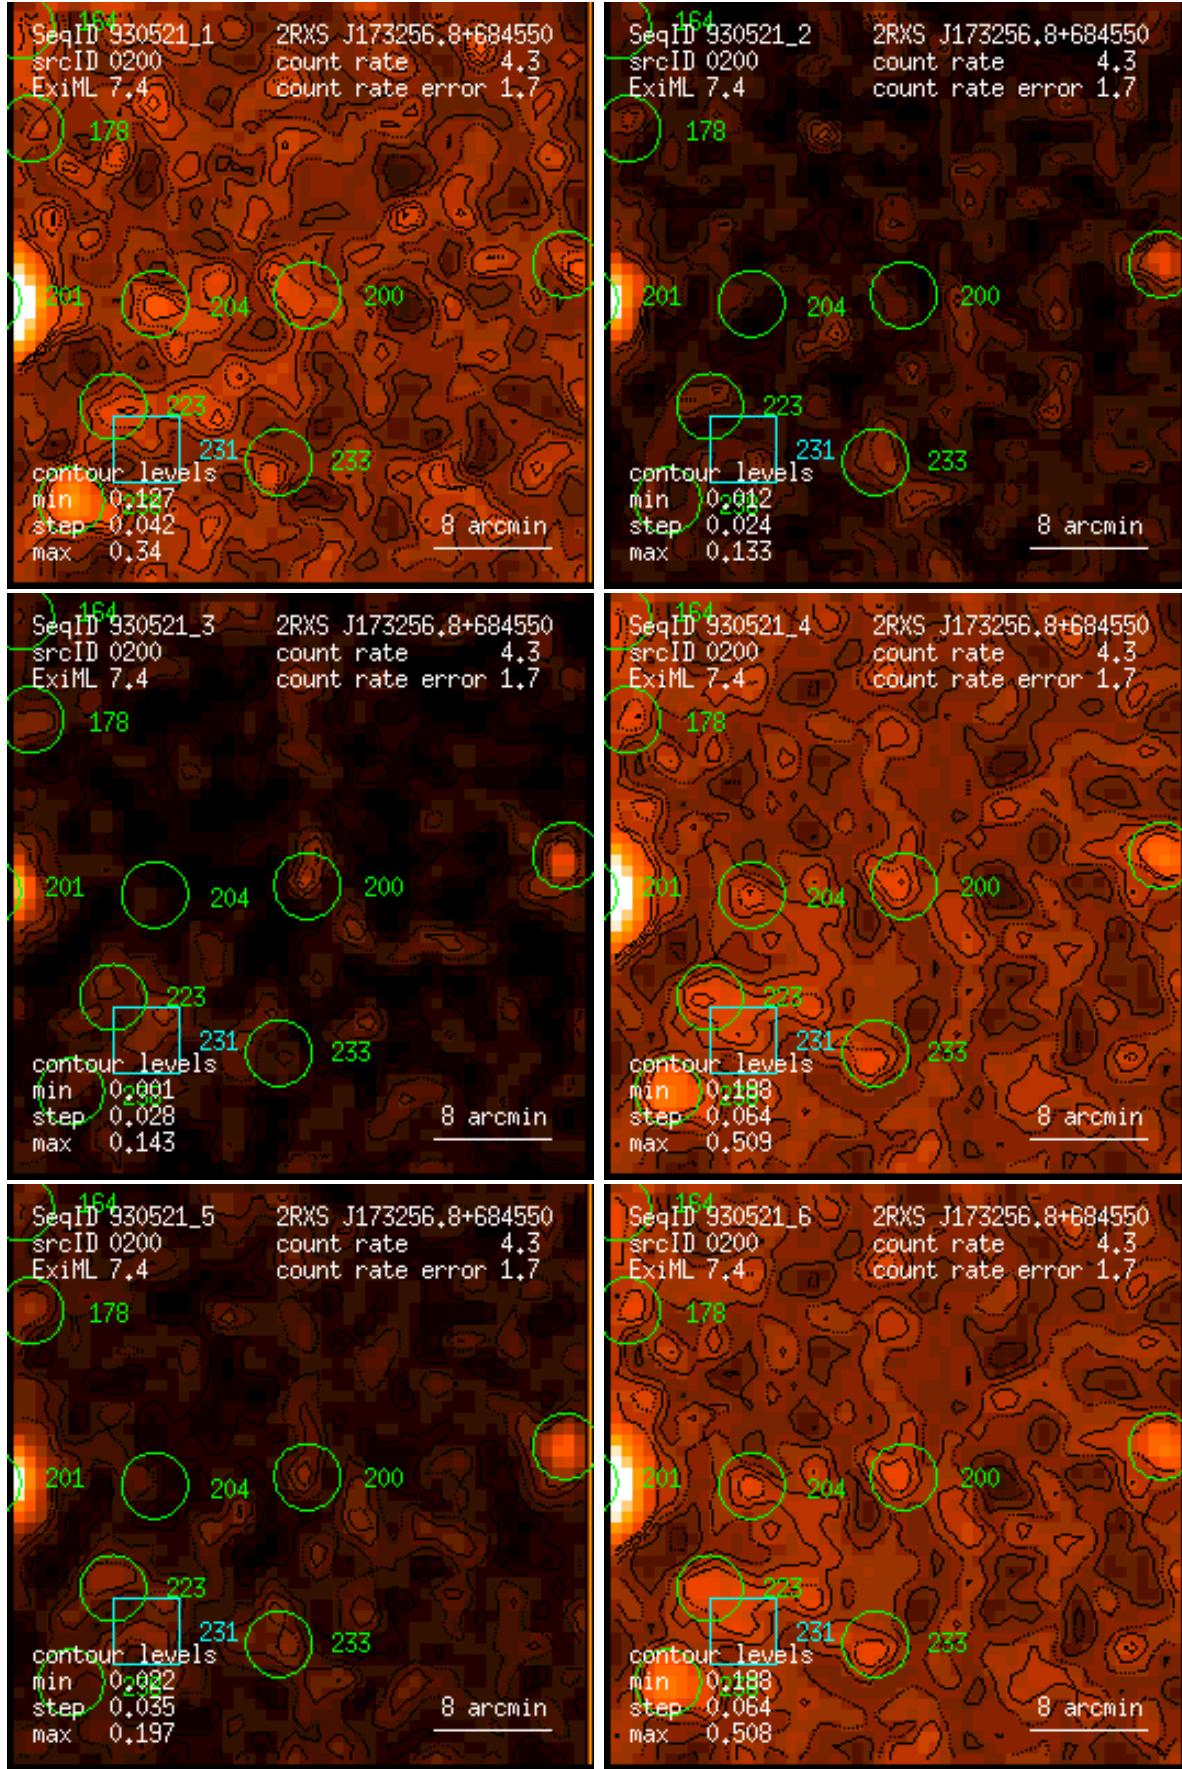 164
SeqID 930521_1 2RXS J173256.8+684550
srcID 0200 count rate 4.3
ExiML 7.4 count rate error 1.7
178
201 204 200
223
231 233
contour levels
min 0.127
step 0.042 8 arcmin
max 0.34
164
SeqID 930521_2 2RXS J173256.8+684550
srcID 0200 count rate 4.3
ExiML 7.4 count rate error 1.7
178
201 204 200
223
231 233
contour levels
min 0.012
step 0.024 8 arcmin
max 0.133
164
SeqID 930521_3 2RXS J173256.8+684550
srcID 0200 count rate 4.3
ExiML 7.4 count rate error 1.7
178
201 204 200
223
231 233
contour levels
min 0.001
step 0.028 8 arcmin
max 0.143
164
SeqID 930521_4 2RXS J173256.8+684550
srcID 0200 count rate 4.3
ExiML 7.4 count rate error 1.7
178
201 204 200
223
231 233
contour levels
min 0.188
step 0.064 8 arcmin
max 0.509
164
SeqID 930521_5 2RXS J173256.8+684550
srcID 0200 count rate 4.3
ExiML 7.4 count rate error 1.7
178
201 204 200
223
231 233
contour levels
min 0.022
step 0.035 8 arcmin
max 0.197
164
SeqID 930521_6 2RXS J173256.8+684550
srcID 0200 count rate 4.3
ExiML 7.4 count rate error 1.7
178
201 204 200
223
231 233
contour levels
min 0.188
step 0.064 8 arcmin
max 0.508